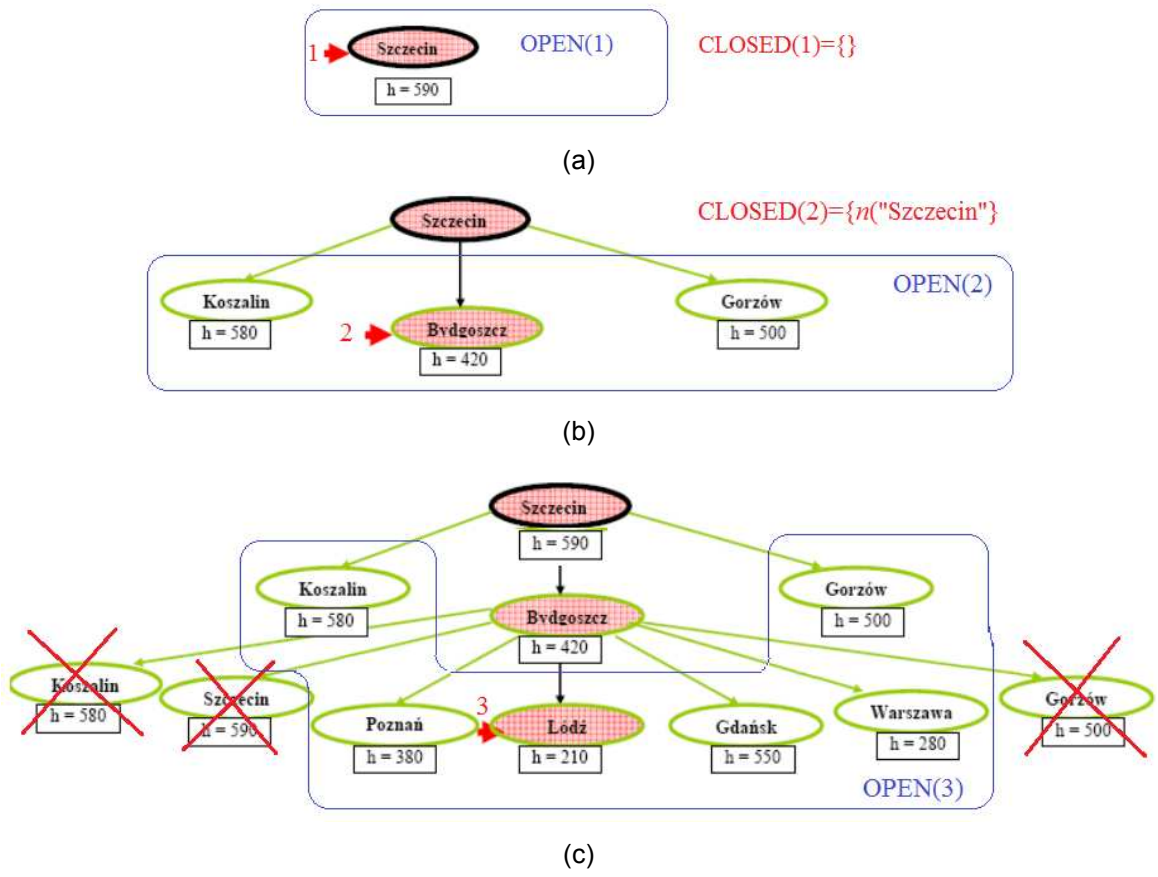 1
Szczecin
OPEN(1)
CLOSED(1)={}
h = 590
(a)
Szczecin
CLOSED(2)={n("Szczecin"}
OPEN(2)
Koszalin
Gorzów
h = 580
2
Bydgoszcz
h = 500
h = 420
(b)
Szczecin
h = 590
Koszalin
Gorzów
h = 580
Bydgoszcz
h = 500
h = 420
Koszalin
h = 580
Szczecin
h = 590
Poznań
h = 380
3
Łódź
h = 210
Gdańsk
h = 550
Warszawa
h = 280
Gorzów
h = 500
OPEN(3)
(c)